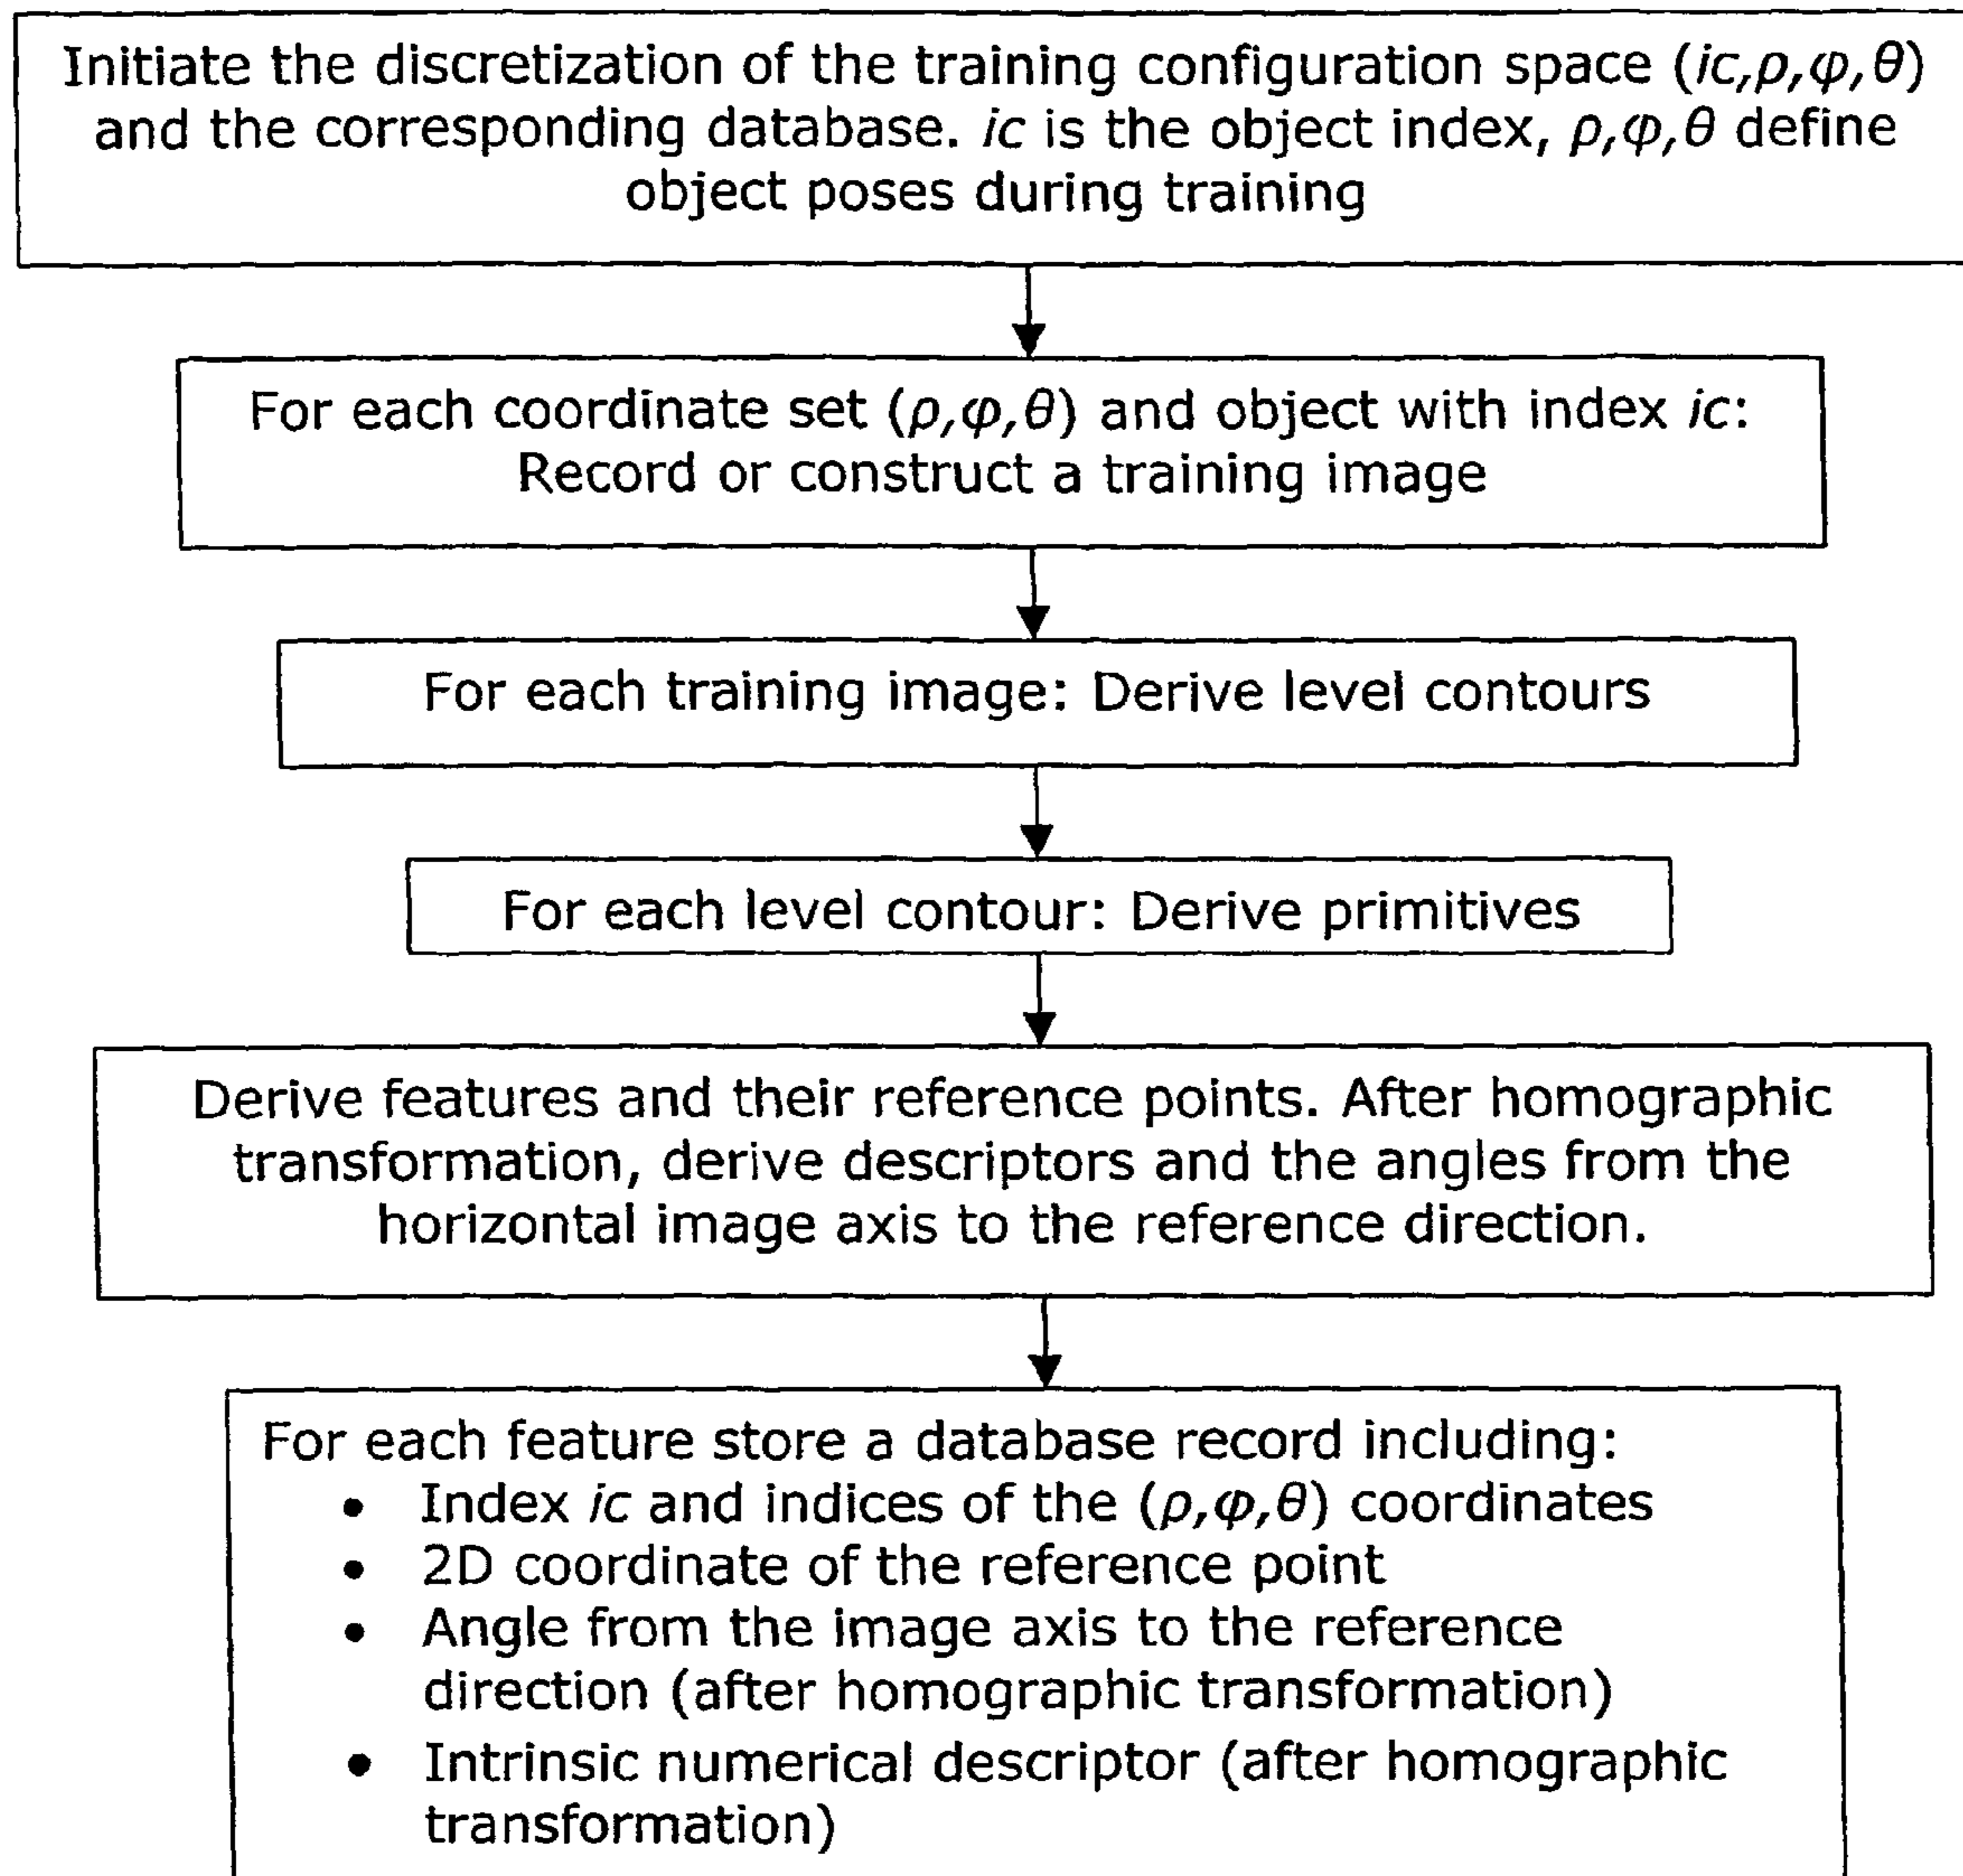 Initiate the discretization of the training configuration space (ic,ρ,φ,θ)
and the corresponding database. ic is the object index, ρ,φ,θ define
object poses during training
For each coordinate set (ρ,φ,θ) and object with index ic:
Record or construct a training image
For each training image: Derive level contours
For each level contour: Derive primitives
Derive features and their reference points. After homographic
transformation, derive descriptors and the angles from the
horizontal image axis to the reference direction.
For each feature store a database record including:
• Index ic and indices of the (ρ,φ,θ) coordinates
• 2D coordinate of the reference point
• Angle from the image axis to the reference
direction (after homographic transformation)
• Intrinsic numerical descriptor (after homographic
transformation)